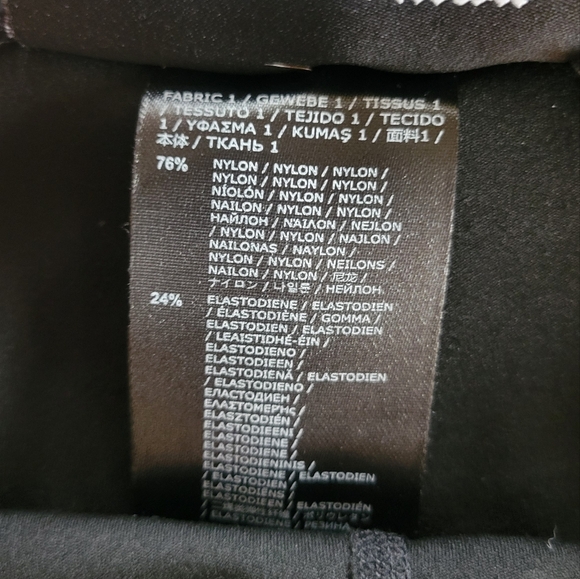 FABRIC 1 / GEWEBE 1 / TISSUS 1
/ TESSUTO 1 / TEJIDO 1 / TECIDO
1 / ΥΦΑΣΜΑ 1 / KUMAŞ 1 / 面料1 /
本体 / ТКАНЬ 1
76% NYLON / NYLON / NYLON /
NYLON / NYLON / NYLON /
NÍOLÓN / NYLON / NYLON /
NAILON / NYLON / NYLON /
НАЙЛОН / ΝΑΪΛΟΝ / NEJLON
/ NYLON / NYLON / NAJLON /
NAILONAS / NAYLON /
NYLON / NYLON / NEILONS /
NAILON / NYLON / 尼龙 /
ナイロン / 나일론 / НЕЙЛОН
24% ELASTODIENE / ELASTODIEN
/ ÉLASTODIÈNE / GOMMA /
ELASTODIEN / ELASTODIEN
/ LEAISTIDHÉ-ÉIN /
ELASTODIENO /
ELASTODIEEN /
ELASTODIENĂ / ELASTODIEN
/ ELASTODIENO /
ЕЛАСТОДИЕН /
ΕΛΑΣΤΟΜΕΡΗΣ /
ELASZTODIÉN /
ELASTODIEENI /
ELASTODIENE /
ELASTODIENE /
ELASTODIENINIS /
ELASTODIENE / ELASTODIEN
/ ELASTODIEN /
ELASTODIĒNS /
ELASTODIEN /
РЕЗИНА